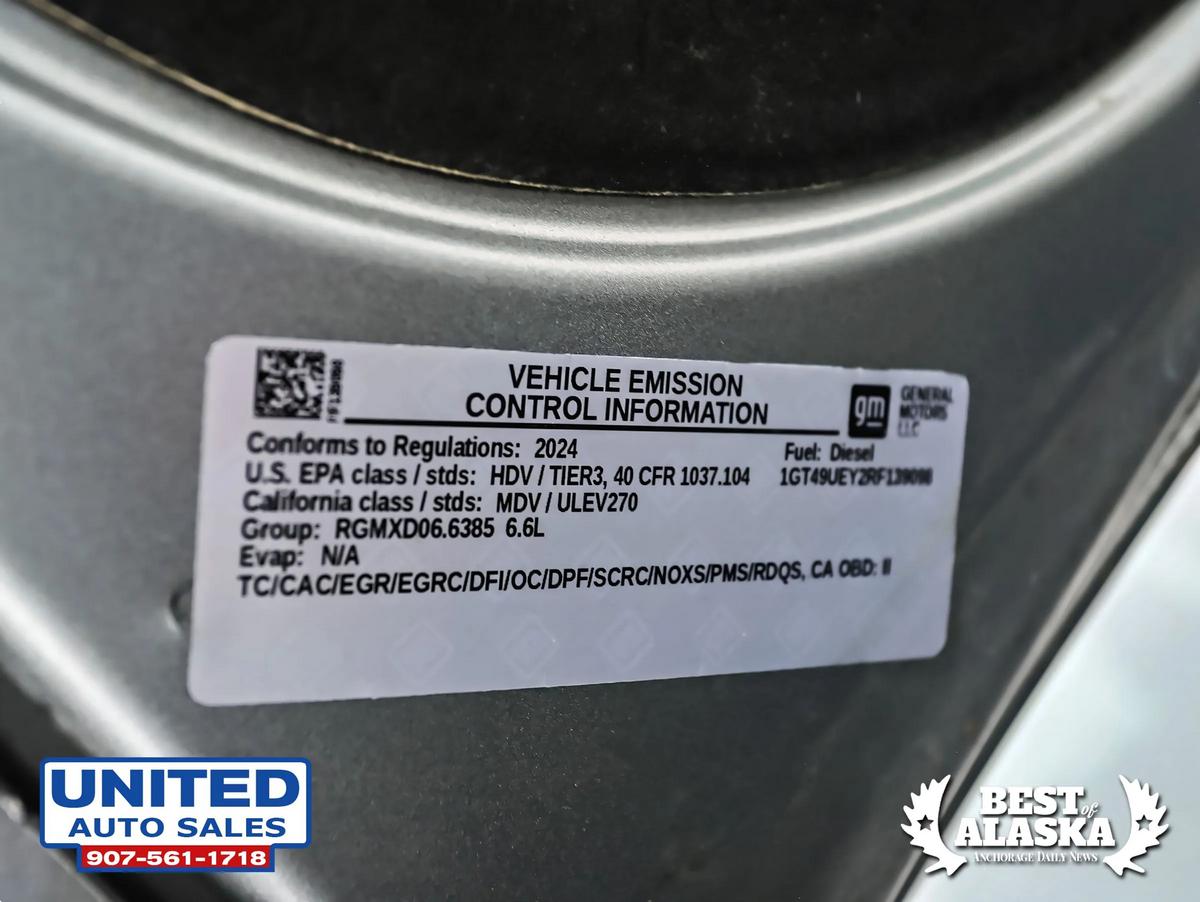 VEHICLE EMISSION
CONTROL INFORMATION
gm
GENERAL
MOTORS
LLC
Conforms to Regulations: 2024
Fuel: Diesel
U.S. EPA class / stds: HDV / TIER3, 40 CFR 1037.104
California class / stds: MDV / ULEV270
Group: RGMXD06.6385 6.6L
Evap: N/A
TC/CAC/EGR/EGRC/DFI/OC/DPF/SCRC/NOXS/PMS/RDQS, CA OBD: II
UNITED
AUTO SALES
907-561-1718
BEST of
ALASKA
ANCHORAGE DAILY NEWS